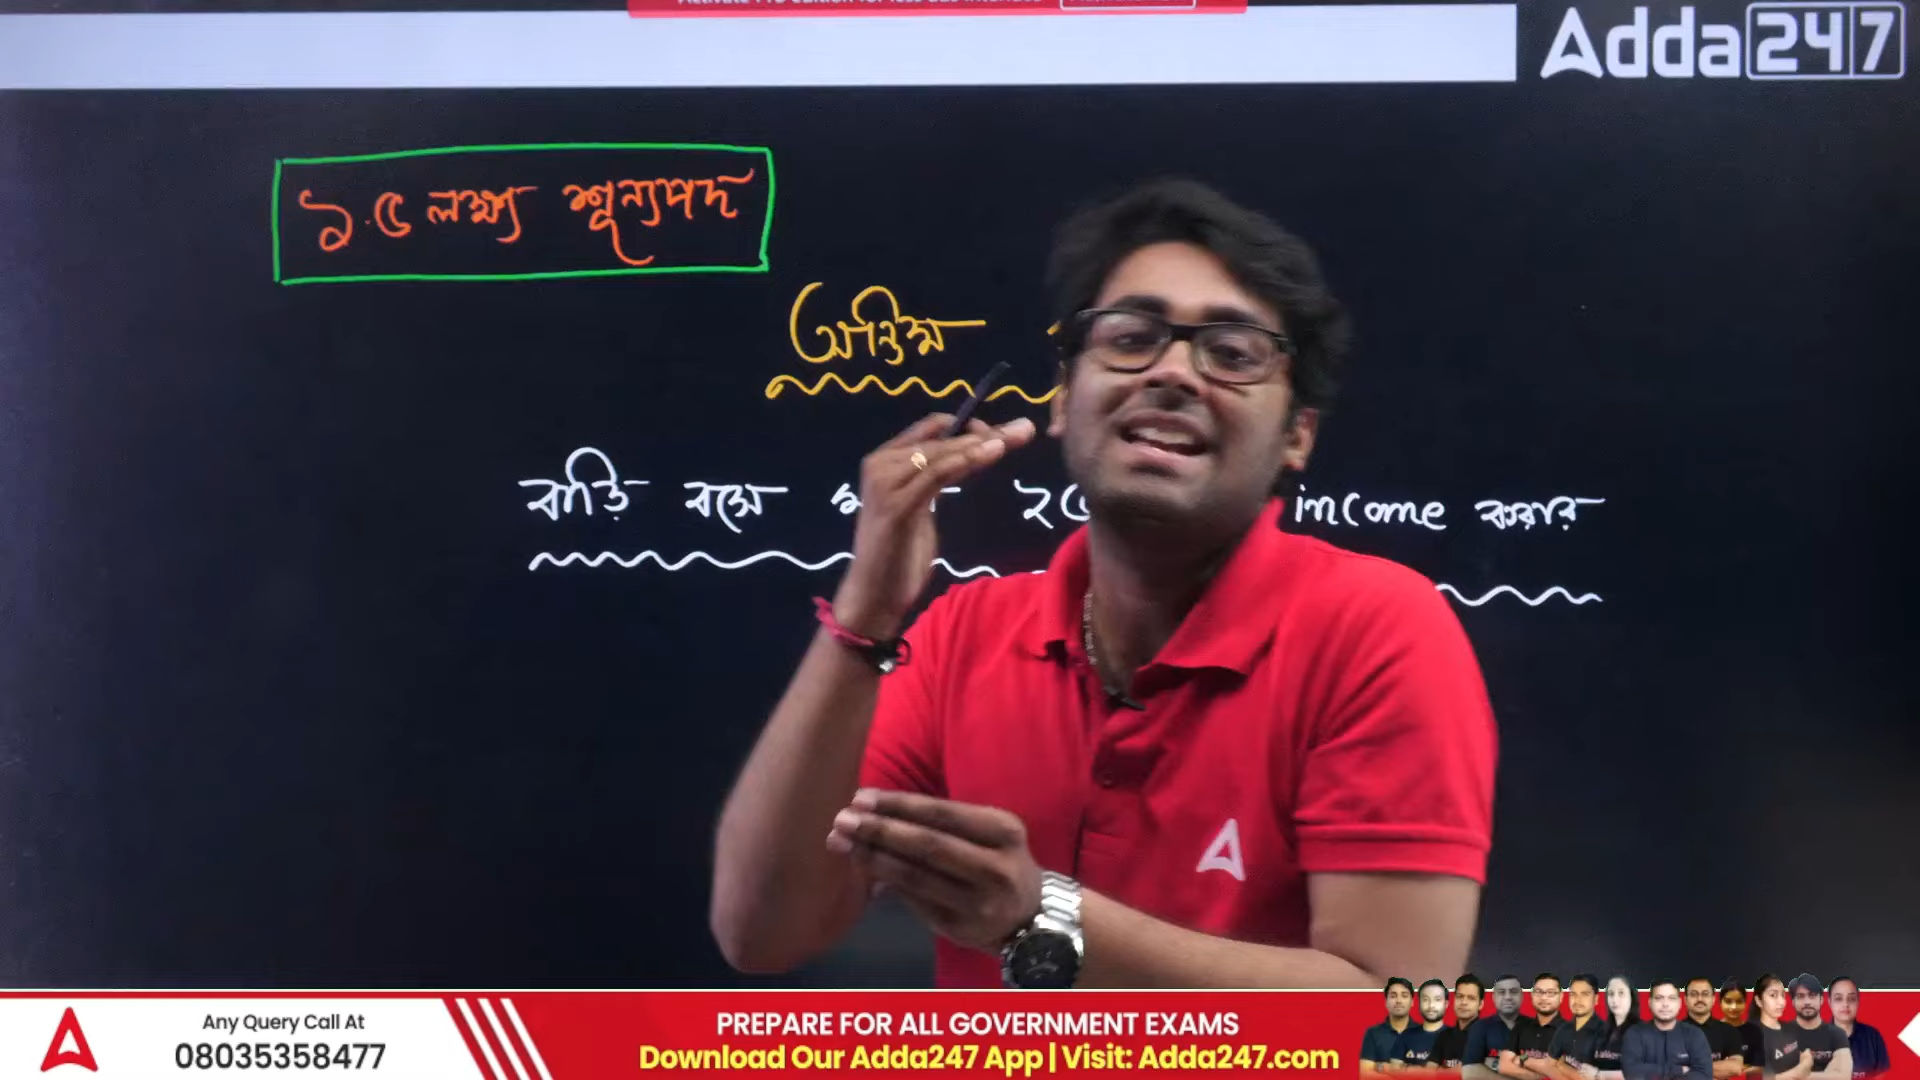 Adda247
১.৫ লক্ষ্য শূন্যপদ
অন্তিম
বাড়ি বসে ২৫ income করার
Any Query Call At
08035358477
PREPARE FOR ALL GOVERNMENT EXAMS
Download Our Adda247 App | Visit: Adda247.com